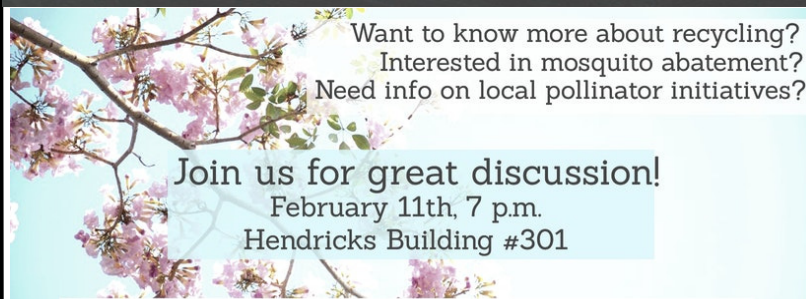 Want to know more about recycling?
Interested in mosquito abatement?
Need info on local pollinator initiatives?
Join us for great discussion!
February 11th, 7 p.m.
Hendricks Building #301